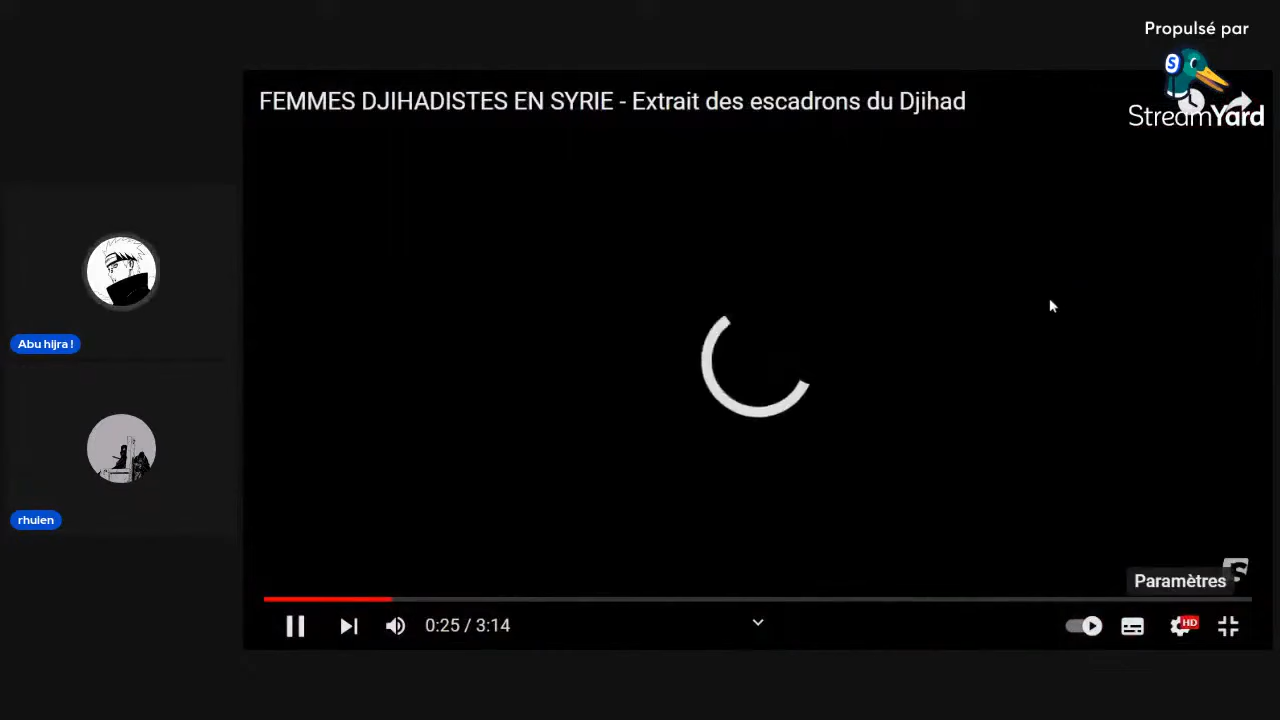 Propulsé par
StreamYard
FEMMES DJIHADISTES EN SYRIE - Extrait des escadrons du Djihad
Abu hijra !
rhulen
Paramètres
0:25 / 3:14
HD